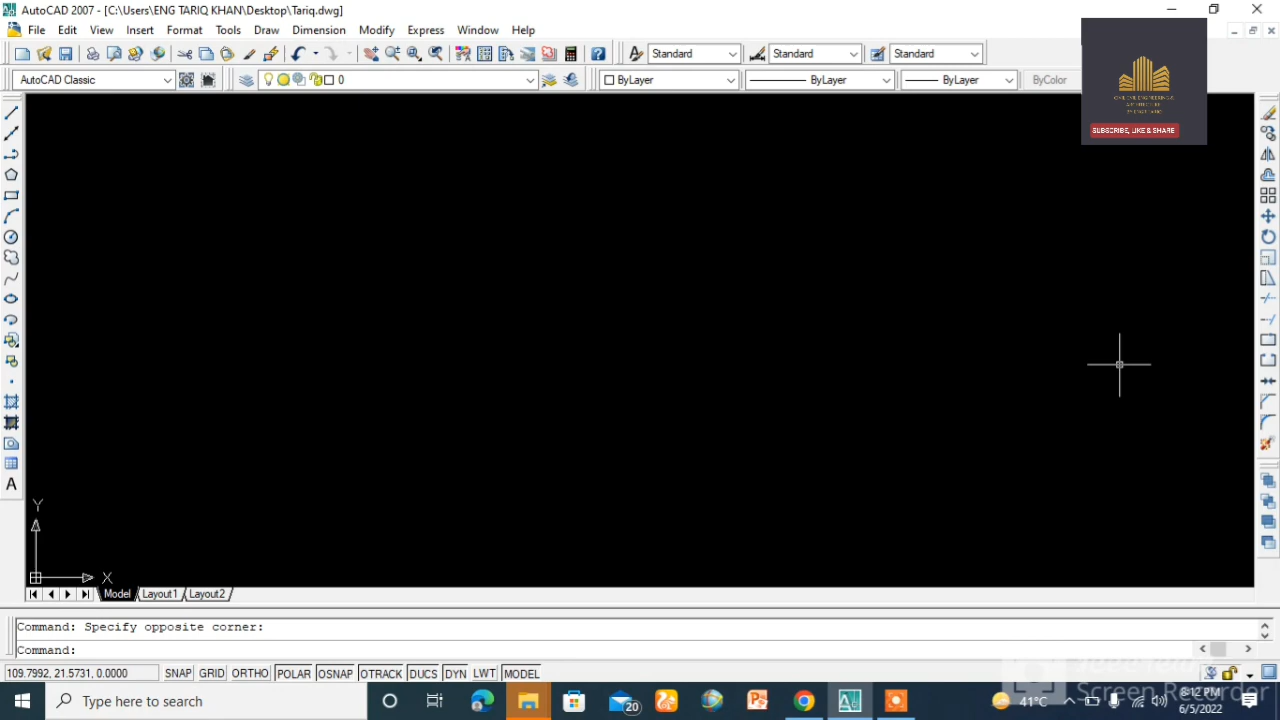 AutoCAD 2007 - [C:\Users\ENG TARIQ KHAN\Desktop\Tariq.dwg]
File Edit View Insert Format Tools Draw Dimension Modify Express Window Help
Standard Standard Standard
AutoCAD Classic 0 ByLayer ByLayer ByLayer ByColor
SUBSCRIBE, LIKE & SHARE
A
Y
X
Model Layout1 Layout2
Command: Specify opposite corner:
Command:
109.7992, 21.5731, 0.0000 SNAP GRID ORTHO POLAR OSNAP OTRACK DUCS DYN LWT MODEL
Screen Recorder
Type here to search 20 41°C 8:12 PM
6/5/2022